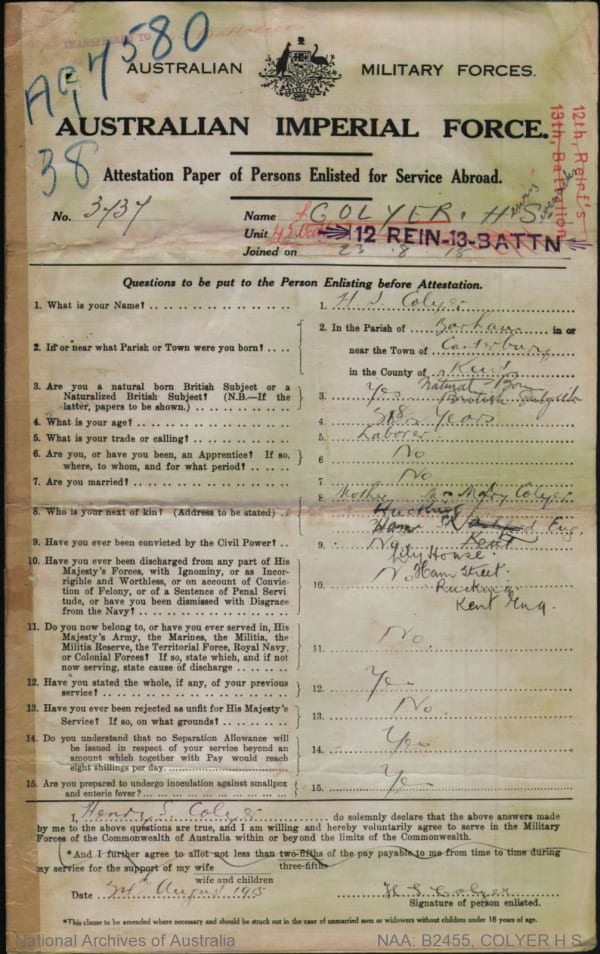 TRANSFERRED TO
AG 7580
38
AUSTRALIAN MILITARY FORCES.
AUSTRALIAN IMPERIAL FORCE.
12th, Reinf's
13th, Battalion
Attestation Paper of Persons Enlisted for Service Abroad.
No. 3737
Name COLYER. H S
Unit 12 REIN-13-BATTN
Joined on 23 . 8 . 15
Questions to be put to the Person Enlisting before Attestation.
1. What is your Name?
1. H S. Colyer
2. In or near what Parish or Town were you born?
2. In the Parish of in or
near the Town of Canterbury
in the County of Kent
3. Are you a natural born British Subject or a
Naturalized British Subject? (N.B.—If the
latter, papers to be shown.)
3. Yes Natural Born
British
4. What is your age?
4. Years
5. What is your trade or calling?
5. Laborer
6. Are you, or have you been, an Apprentice? If so,
where, to whom, and for what period?
6 No
7. Are you married?
7. No
8. Who is your next of kin? (Address to be stated)
8. Mother Mrs Mary Colyer
Eng.
Kent
9. Have you ever been convicted by the Civil Power?
9. No
House
Ham Street.
Kent Eng.
10. Have you ever been discharged from any part of His
Majesty's Forces, with Ignominy, or as Incor-
rigible and Worthless, or on account of Convic-
tion of Felony, or of a Sentence of Penal Servi
tude, or have you been dismissed with Disgrace
from the Navy?
10. No
11. Do you now belong to, or have you ever served in, His
Majesty's Army, the Marines, the Militia, the
Militia Reserve, the Territorial Force, Royal Navy,
or Colonial Forces? If so, state which, and if not
now serving, state cause of discharge
11. No.
12. Have you stated the whole, if any, of your previous
service?
12. Yes
13. Have you ever been rejected as unfit for His Majesty's
Service? If so, on what grounds?
13. No.
14. Do you understand that no Separation Allowance will
be issued in respect of your service beyond an
amount which together with Pay would reach
eight shillings per day.
14. Yes
15. Are you prepared to undergo inoculation against smallpox
and enteric fever?
15. Yes
I, Henry S. Colyer do solemnly declare that the above answers made
by me to the above questions are true, and I am willing and hereby voluntarily agree to serve in the Military
Forces of the Commonwealth of Australia within or beyond the limits of the Commonwealth.
*And I further agree to allot not less than two-fifths of the pay payable to me from time to time during
three-fifths
my service for the support of my wife
wife and children
Date August 1915
H S Colyer
Signature of person enlisted.
*This clause to be amended where necessary and should be struck out in the case of unmarried men or widowers without children under 18 years of age.
National Archives of Australia
NAA: B2455, COLYER H S